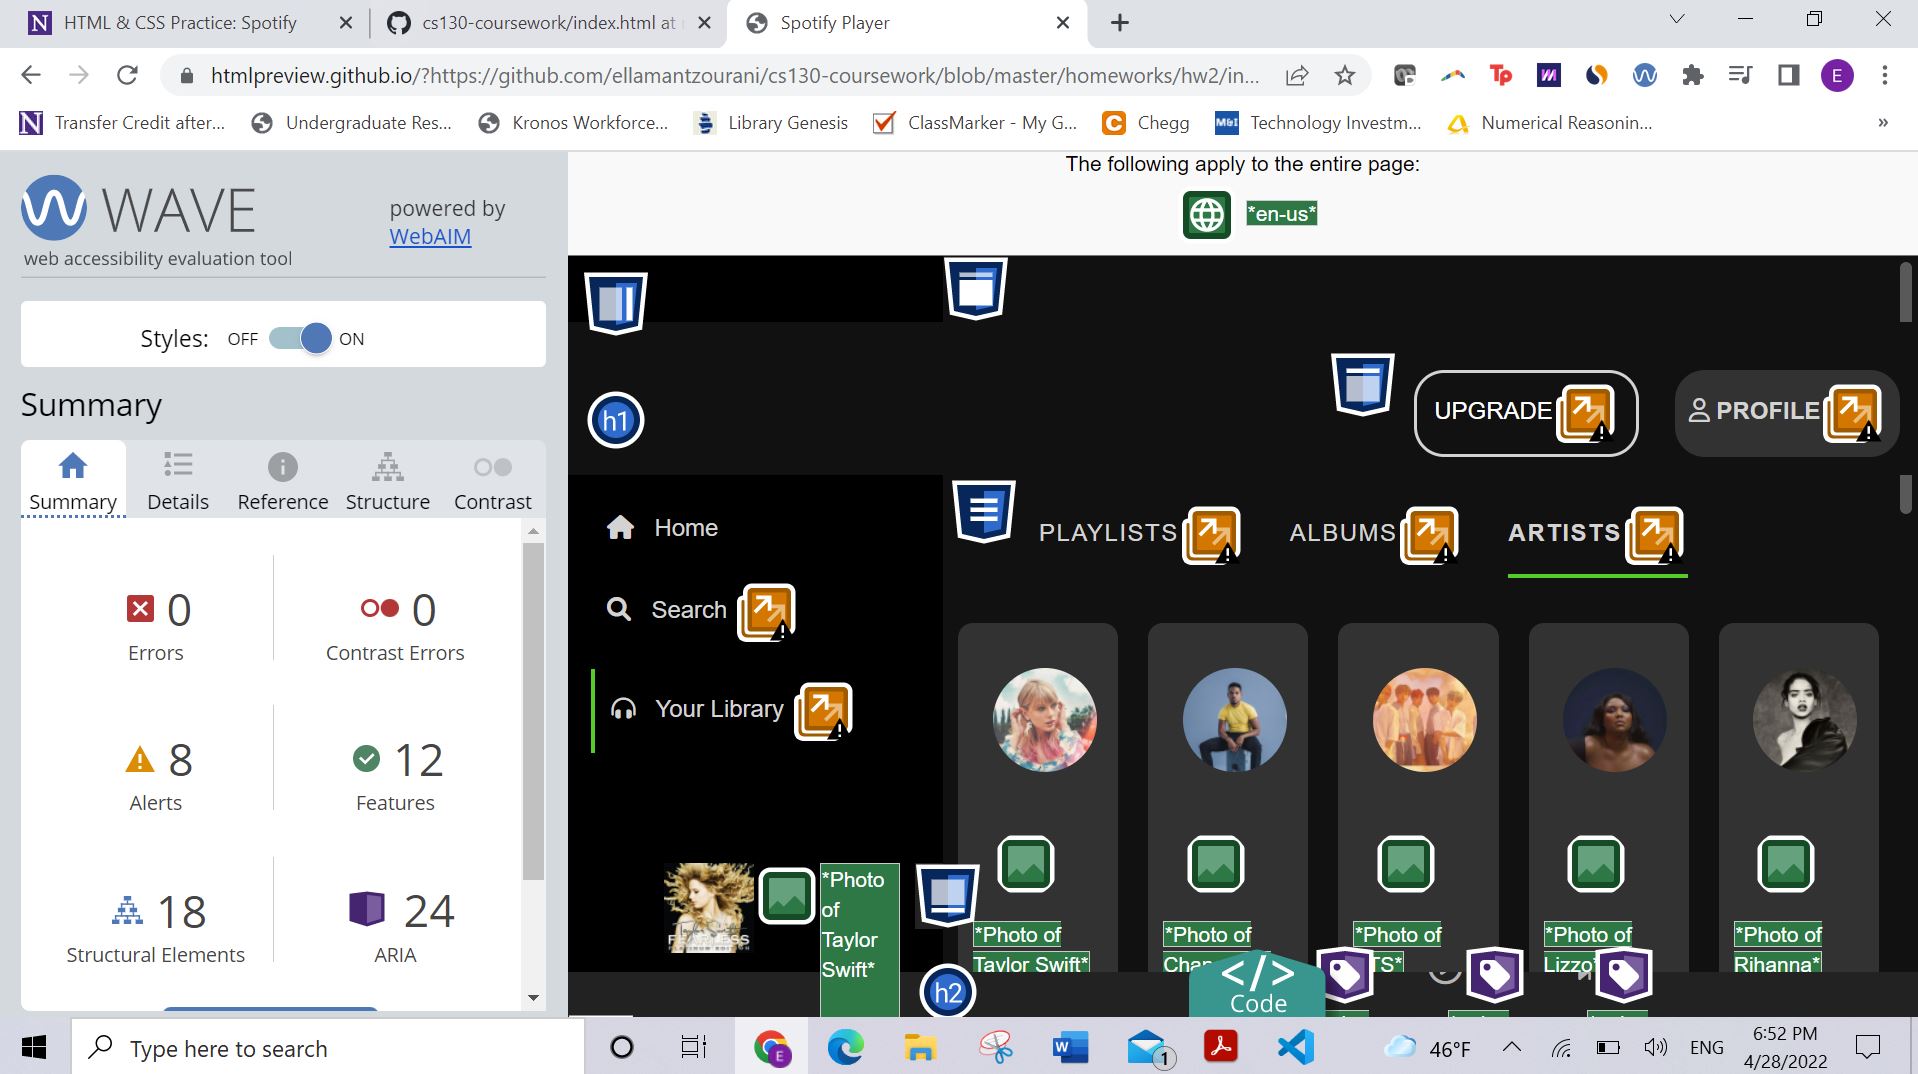 HTML & CSS Practice: Spotify
cs130-coursework/index.html at
Spotify Player
htmlpreview.github.io/?https://github.com/ellamantzourani/cs130-coursework/blob/master/homeworks/hw2/in...
Tp
E
Transfer Credit after...
Undergraduate Res...
Kronos Workforce...
Library Genesis
ClassMarker - My G...
Chegg
M&I
Technology Investm...
Numerical Reasonin...
»
WAVE
powered by
WebAIM
web accessibility evaluation tool
Styles: OFF ON
Summary
Summary
Details
Reference
Structure
Contrast
0
Errors
0
Contrast Errors
8
Alerts
12
Features
18
Structural Elements
24
ARIA
The following apply to the entire page:
*en-us*
h1
UPGRADE
PROFILE
Home
Search
Your Library
PLAYLISTS
ALBUMS
ARTISTS
FEARLESS
PLATINUM EDITION
*Photo
of
Taylor
Swift*
h2
*Photo of
Taylor Swift*
*Photo of
*Photo of
TS*
*Photo of
Lizzo*
*Photo of
Rihanna*
</>
Code
Type here to search
E
1
46°F
ENG
6:52 PM
4/28/2022